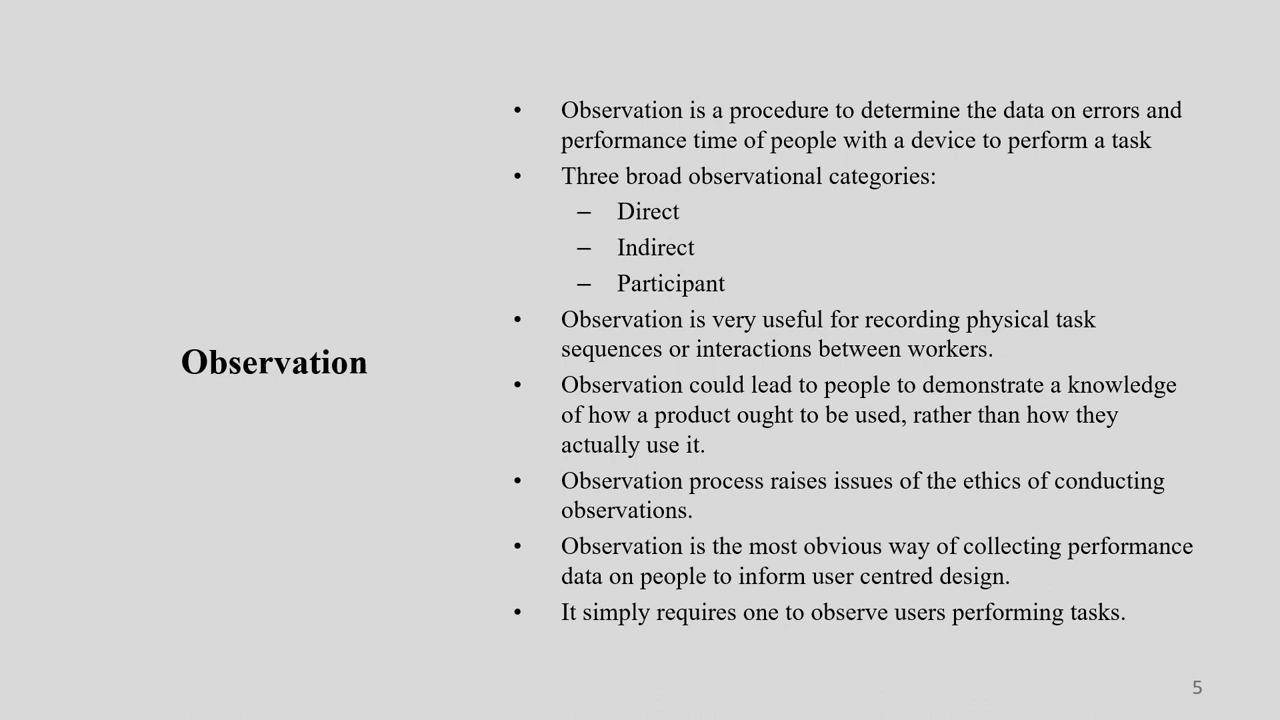 Observation
• Observation is a procedure to determine the data on errors and
performance time of people with a device to perform a task
• Three broad observational categories:
– Direct
– Indirect
– Participant
• Observation is very useful for recording physical task
sequences or interactions between workers.
• Observation could lead to people to demonstrate a knowledge
of how a product ought to be used, rather than how they
actually use it.
• Observation process raises issues of the ethics of conducting
observations.
• Observation is the most obvious way of collecting performance
data on people to inform user centred design.
• It simply requires one to observe users performing tasks.
5